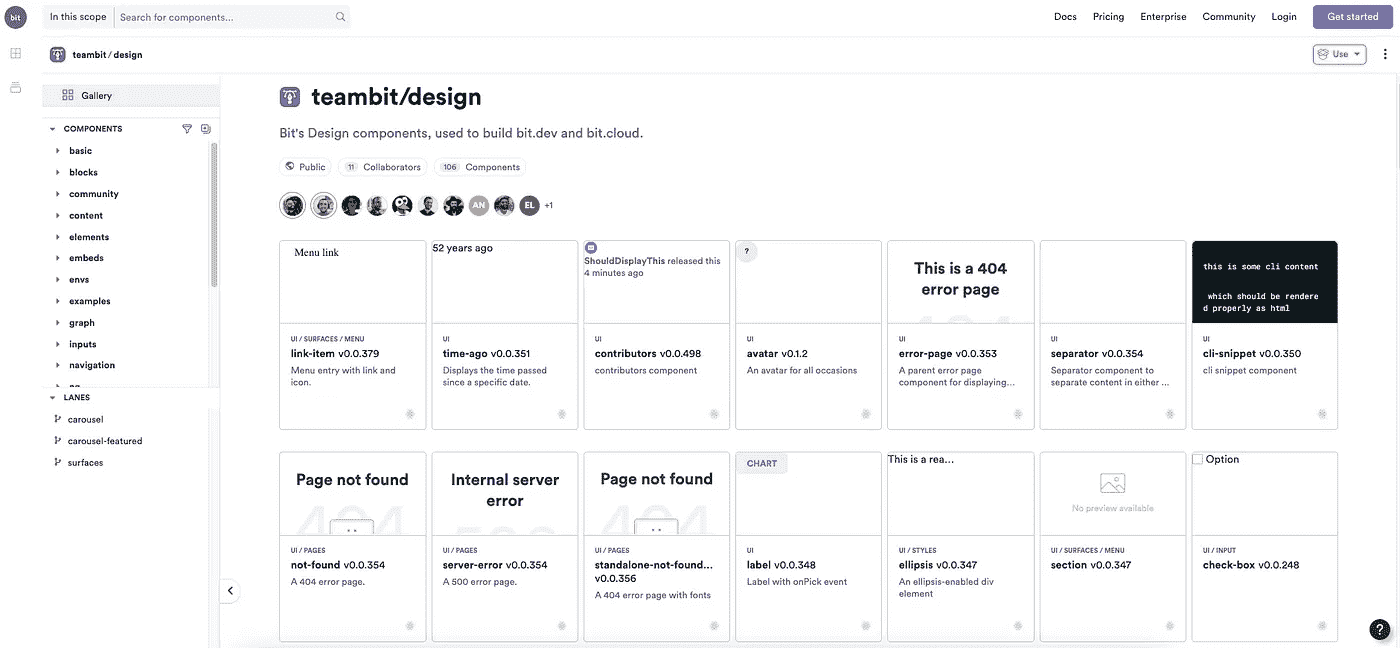 bit
In this scope
Search for components...
Docs
Pricing
Enterprise
Community
Login
Get started
teambit / design
Use
Gallery
COMPONENTS
basic
blocks
community
content
elements
embeds
envs
examples
graph
inputs
navigation
LANES
carousel
carousel-featured
surfaces
teambit/design
Bit's Design components, used to build bit.dev and bit.cloud.
Public
11 Collaborators
106 Components
AN
EL
+1
Menu link
UI / SURFACES / MENU
link-item v0.0.379
Menu entry with link and
icon.
52 years ago
UI
time-ago v0.0.351
Displays the time passed
since a specific date.
ShouldDisplayThis released this
4 minutes ago
UI
contributors v0.0.498
contributors component
?
UI
avatar v0.1.2
An avatar for all occasions
This is a 404
error page
UI
error-page v0.0.353
A parent error page
component for displaying...
UI
separator v0.0.354
Separator component to
separate content in either ...
this is some cli content
which should be rendere
d properly as html
UI
cli-snippet v0.0.350
cli snippet component
Page not found
404
UI / PAGES
not-found v0.0.354
A 404 error page.
Internal server
error
UI / PAGES
server-error v0.0.354
A 500 error page.
Page not found
404
UI / PAGES
standalone-not-found...
v0.0.356
A 404 error page with fonts
CHART
UI
label v0.0.348
Label with onPick event
This is a rea...
UI / STYLES
ellipsis v0.0.347
An ellipsis-enabled div
element
No preview available
UI / SURFACES / MENU
section v0.0.347
Option
UI / INPUT
check-box v0.0.248
?